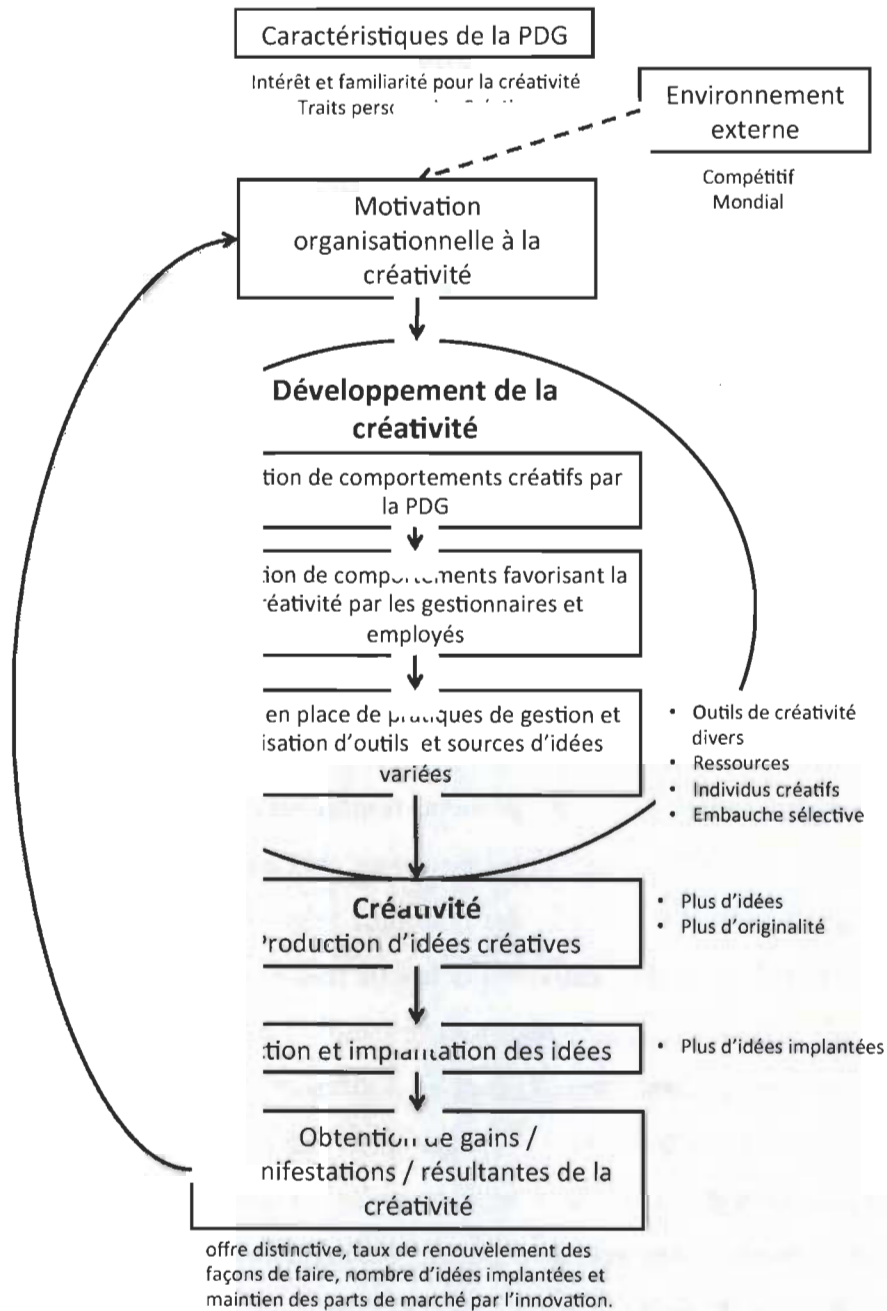 Caractéristiques de la PDG
Intérêt et familiarité pour la créativité
Traits
Environnement
externe
Compétitif
Mondial
Motivation
organisationnelle à la
créativité
Développement de la
créativité
tion de comportements créatifs par
la PDG
ion de comportements favorisant la
réativité par les gestionnaires et
employés
en place de pratiques de gestion et
isation d'outils et sources d'idées
variées
• Outils de créativité
divers
• Ressources
• Individus créatifs
• Embauche sélective
Créativité
roduction d'idées créatives
• Plus d'idées
• Plus d'originalité
tion et implantation des idées
• Plus d'idées implantées
Obtention de gains /
nifestations / résultantes de la
créativité
offre distinctive, taux de renouvèlement des
façons de faire, nombre d'idées implantées et
maintien des parts de marché par l'innovation.